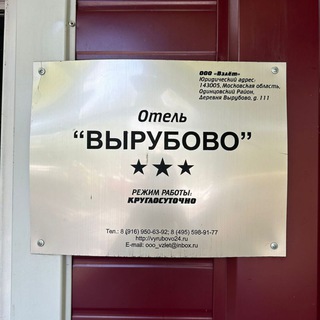 ООО «Взлёт»
Юридический адрес:
143005, Московская область,
Одинцовский Район,
Деревня Вырубово, д. 111
Отель
“ВЫРУБОВО”
★★★
РЕЖИМ РАБОТЫ:
КРУГЛОСУТОЧНО
Тел.: 8 (916) 950-63-92; 8 (495) 598-91-77
http://vyrubovo24.ru
E-mail: ooo_vzlet@inbox.ru